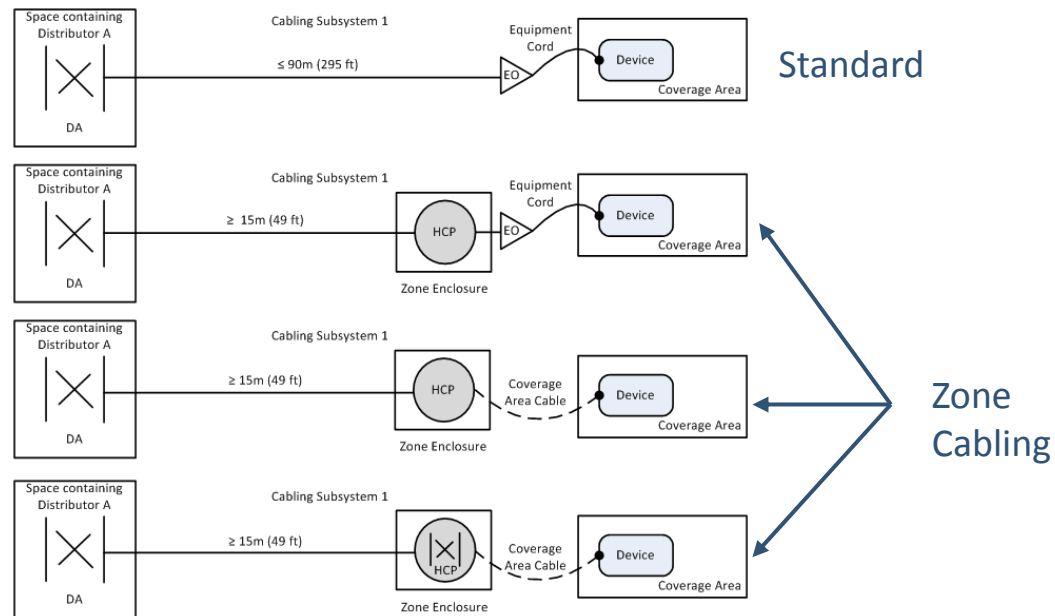 Space containing
Distributor A
DA
Cabling Subsystem 1
≤ 90m (295 ft)
EO
Equipment
Cord
Device
Coverage Area
Standard
Space containing
Distributor A
DA
Cabling Subsystem 1
≥ 15m (49 ft)
HCP
Zone Enclosure
EO
Equipment
Cord
Device
Coverage Area
Space containing
Distributor A
DA
Cabling Subsystem 1
≥ 15m (49 ft)
HCP
Zone Enclosure
Coverage
Area Cable
Device
Coverage Area
Zone
Cabling
Space containing
Distributor A
DA
Cabling Subsystem 1
≥ 15m (49 ft)
HCP
Zone Enclosure
Coverage
Area Cable
Device
Coverage Area